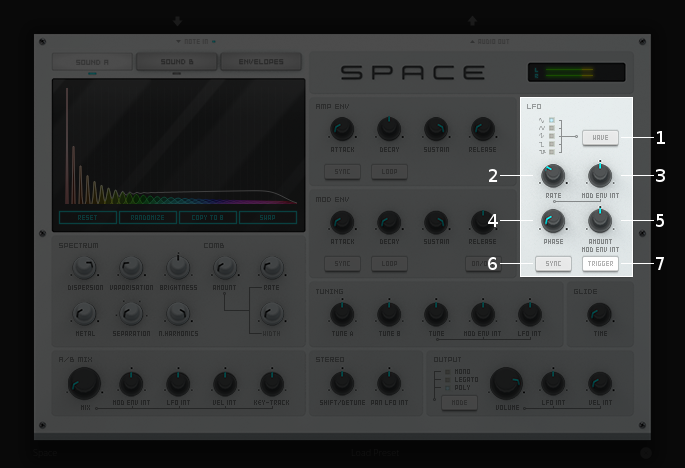 NOTE IN AUDIO OUT
SOUND A SOUND B ENVELOPES
SPACE
L
R
RESET RANDOMIZE COPY TO B SWAP
AMP ENV
ATTACK DECAY SUSTAIN RELEASE
SYNC LOOP
MOD ENV
ATTACK DECAY SUSTAIN RELEASE
SYNC LOOP
LFO
WAVE 1
2 3
RATE MOD ENV INT
4 5
PHASE AMOUNT
MOD ENV INT
6 SYNC TRIGGER 7
SPECTRUM COMB
DISPERSION VAPORISATION BRIGHTNESS AMOUNT RATE
METAL SEPARATION N.HARMONICS WIDTH
TUNING GLIDE
TUNE A TUNE B TUNE MOD ENV INT LFO INT TIME
A/B MIX
MIX MOD ENV INT LFO INT VEL INT KEY-TRACK
STEREO
SHIFT/DETUNE PAN LFO INT
OUTPUT
MONO
LEGATO
POLY
MODE
VOLUME LFO INT VEL INT